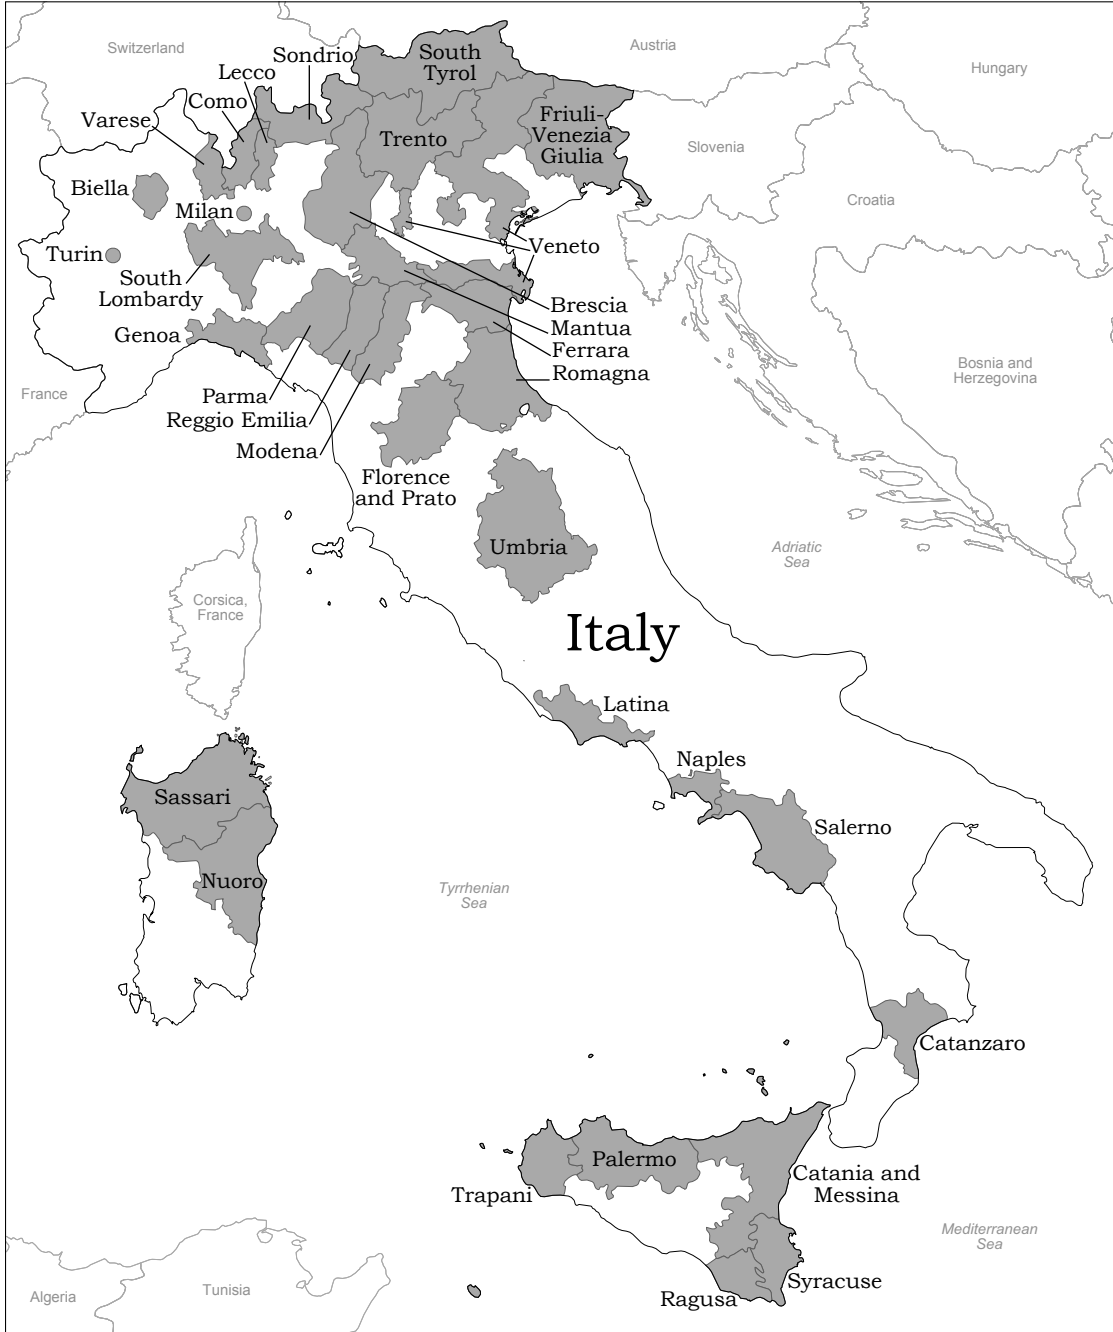 Switzerland
Austria
Hungary
Sondrio
South
Tyrol
Lecco
Como
Varese
Friuli-
Venezia
Giulia
Trento
Slovenia
Biella
Milan
Croatia
Turin
Veneto
South
Lombardy
Brescia
Mantua
Ferrara
Romagna
Genoa
Bosnia and
Herzegovina
France
Parma
Reggio Emilia
Modena
Florence
and Prato
Umbria
Adriatic
Sea
Corsica,
France
Italy
Latina
Naples
Sassari
Salerno
Nuoro
Tyrrhenian
Sea
Catanzaro
Palermo
Trapani
Catania and
Messina
Mediterranean
Sea
Syracuse
Ragusa
Algeria
Tunisia